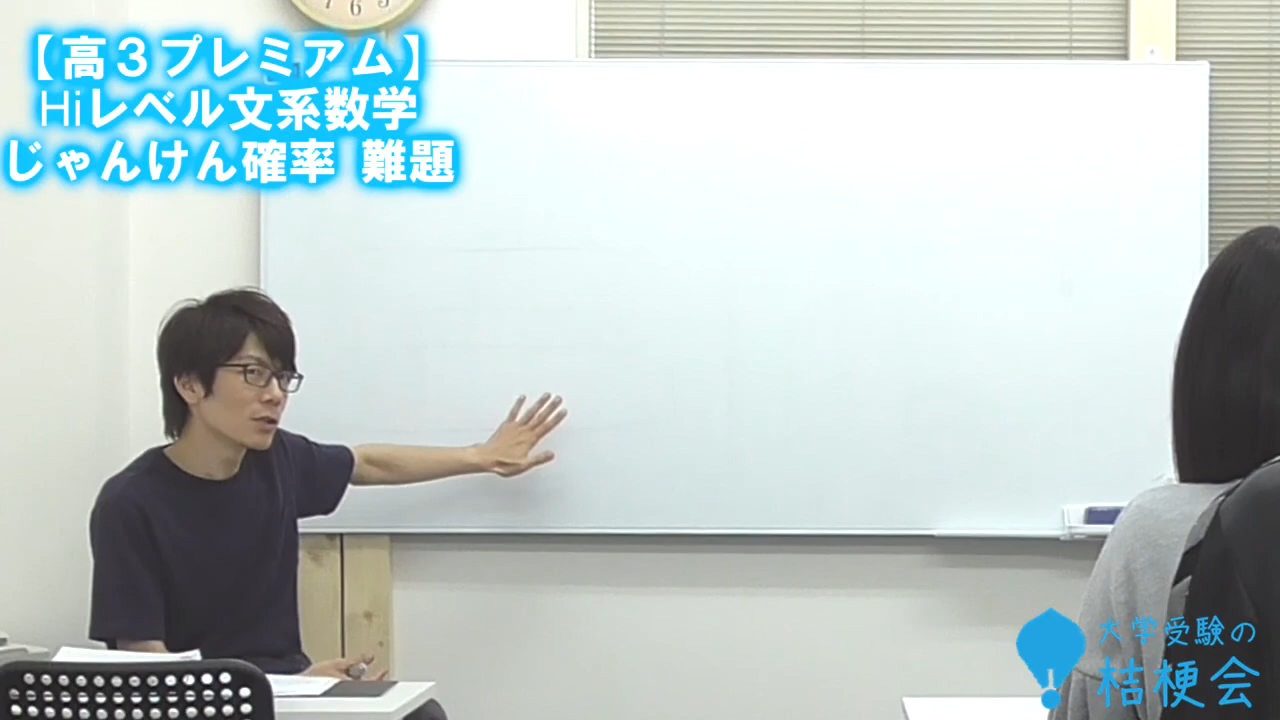 【高３プレミアム】
Hiレベル文系数学
じゃんけん確率 難題
大学受験の
桔梗会